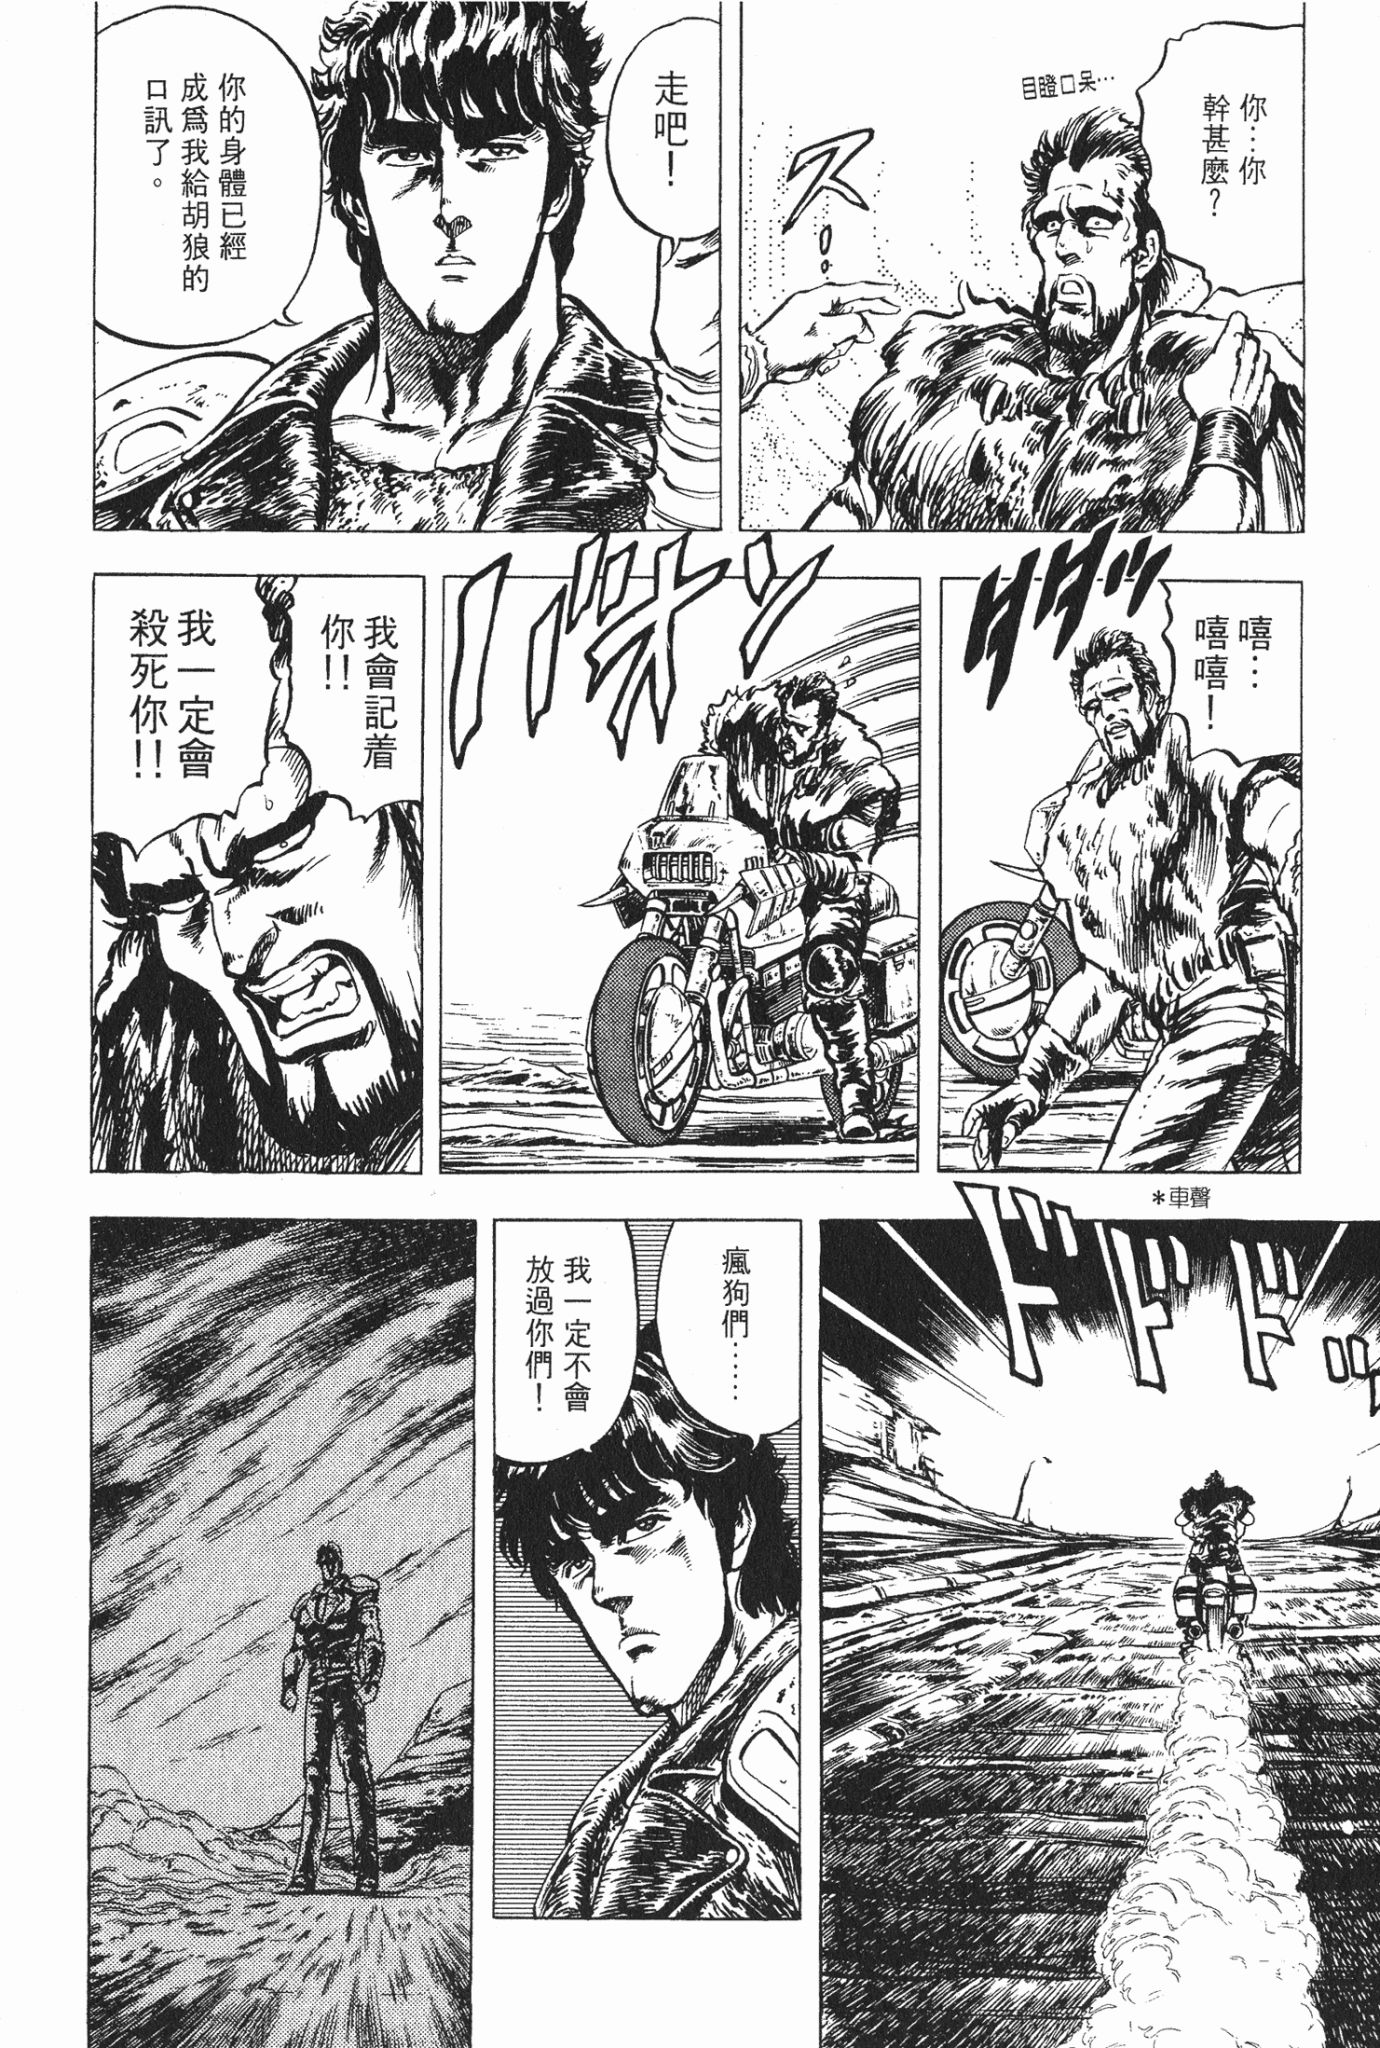 你…你
幹甚麼?
目瞪口呆…
ス
走吧!
你的身體已經
成爲我給胡狼的
口訊了。
嘻…
嘻嘻!
ダダッ
バオン
我會記着
你!!
我一定會
殺死你!!
*車聲
ドドド
瘋狗們……
我一定不會
放過你們!